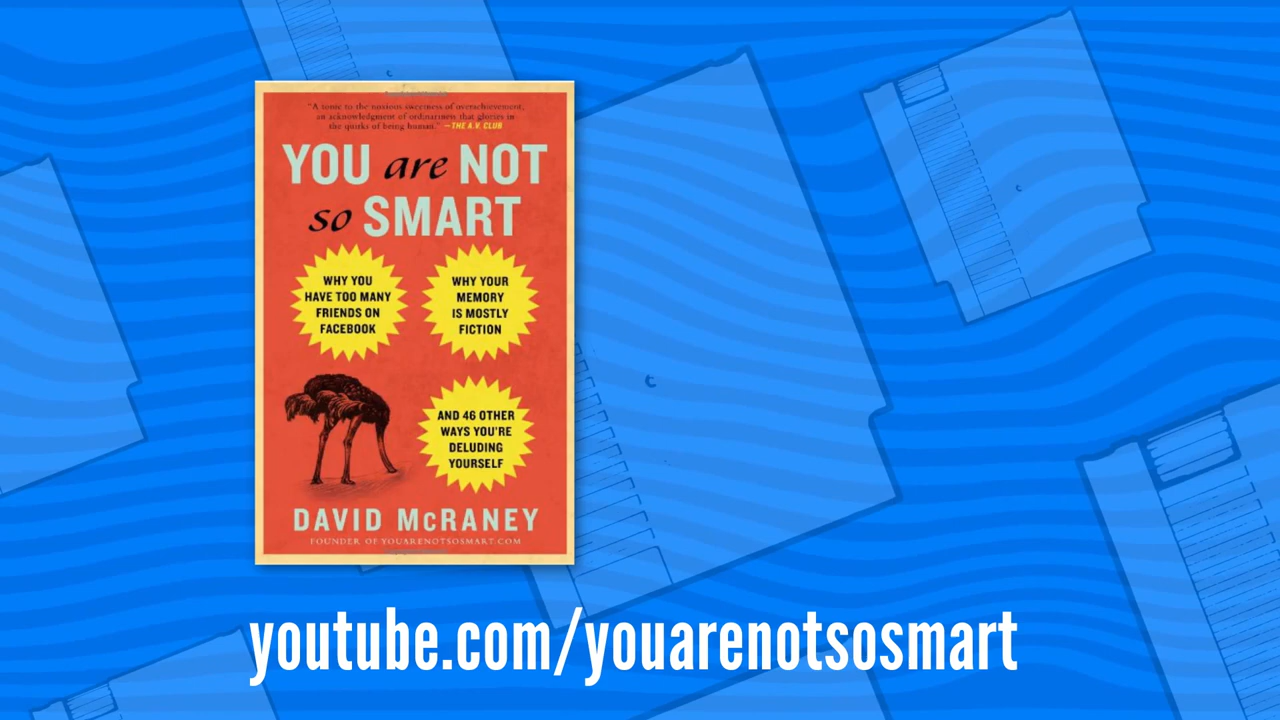 "A tonic to the noxious sweetness of overachievement,
an acknowledgment of ordinariness that glories in
the quirks of being human." —THE A.V. CLUB
YOU are NOT
so SMART
WHY YOU
HAVE TOO MANY
FRIENDS ON
FACEBOOK
WHY YOUR
MEMORY
IS MOSTLY
FICTION
AND 46 OTHER
WAYS YOU'RE
DELUDING
YOURSELF
DAVID McRANEY
FOUNDER OF YOUARENOTSOSMART.COM
youtube.com/youarenotsosmart